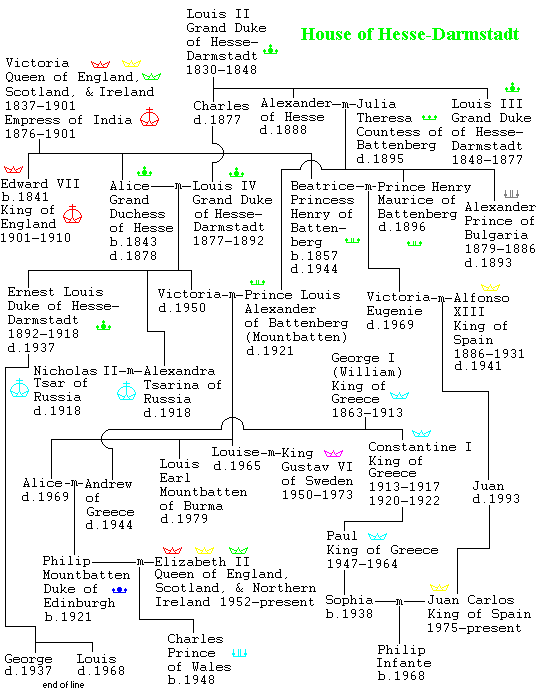 House of Hesse-Darmstadt
Louis II
Grand Duke
of Hesse-
Darmstadt
1830-1848
Victoria
Queen of England,
Scotland, & Ireland
1837-1901
Empress of India
1876-1901
Charles
d.1877
Alexander
of Hesse
d.1888
m
Julia
Theresa
Countess of
Battenberg
d.1895
Louis III
Grand Duke
of Hesse-
Darmstadt
1848-1877
Edward VII
b.1841
King of
England
1901-1910
Alice
Grand
Duchess
of Hesse
b.1843
d.1878
m
Louis IV
Grand Duke
of Hesse-
Darmstadt
1877-1892
Beatrice
Princess
Henry of
Batten-
berg
b.1857
d.1944
m
Prince Henry
Maurice of
Battenberg
d.1896
Alexander
Prince of
Bulgaria
1879-1886
d.1893
Ernest Louis
Duke of Hesse-
Darmstadt
1892-1918
d.1937
Victoria
d.1950
m
Prince Louis
Alexander
of Battenberg
(Mountbatten)
d.1921
Victoria
Eugenie
d.1969
m
Alfonso
XIII
King of
Spain
1886-1931
d.1941
Nicholas II
Tsar of
Russia
d.1918
m
Alexandra
Tsarina of
Russia
d.1918
George I
(William)
King of
Greece
1863-1913
Alice
d.1969
m
Andrew
of
Greece
d.1944
Louis
Earl
Mountbatten
of Burma
d.1979
Louise
d.1965
m
King
Gustav VI
of Sweden
1950-1973
Constantine I
King of
Greece
1913-1917
1920-1922
Juan
d.1993
Paul
King of Greece
1947-1964
Philip
Mountbatten
Duke of
Edinburgh
b.1921
m
Elizabeth II
Queen of England,
Scotland, & Northern
Ireland 1952-present
Sophia
b.1938
m
Juan Carlos
King of Spain
1975-present
Charles
Prince
of Wales
b.1948
Philip
Infante
b.1968
George
d.1937
Louis
d.1968
end of line